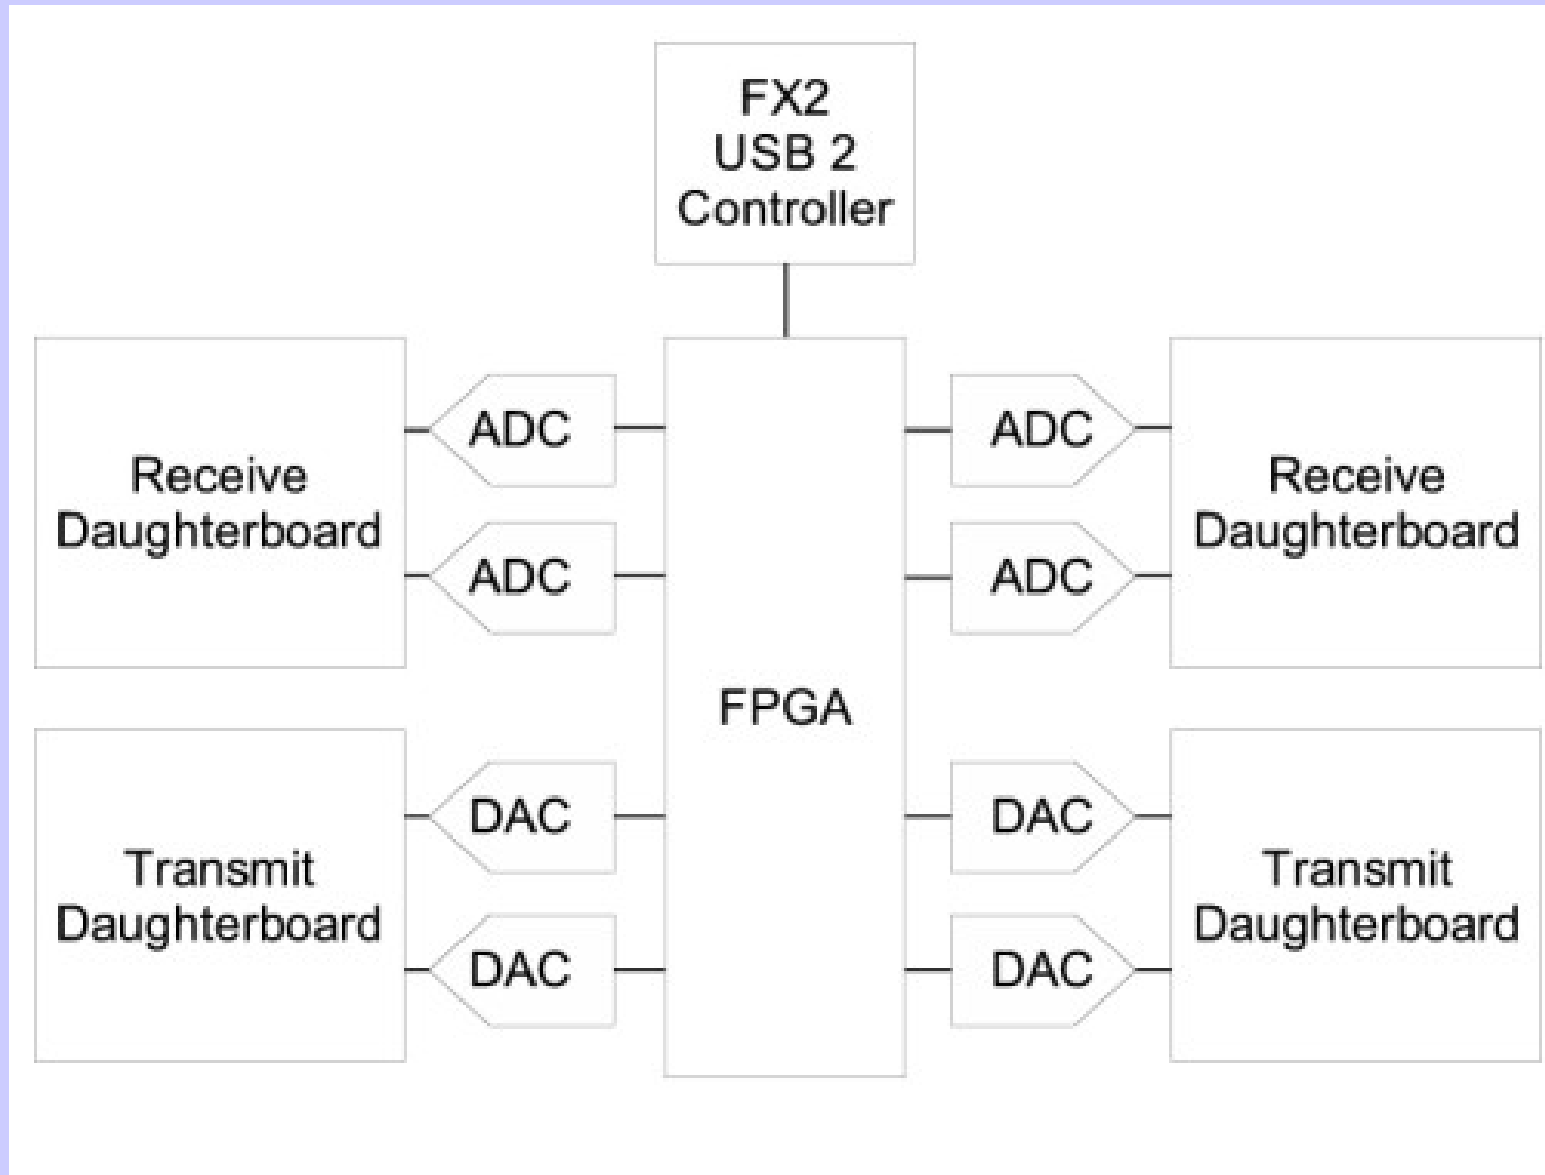 FX2
USB 2
Controller
Receive
Daughterboard
ADC
ADC
FPGA
ADC
ADC
Receive
Daughterboard
Transmit
Daughterboard
DAC
DAC
DAC
DAC
Transmit
Daughterboard